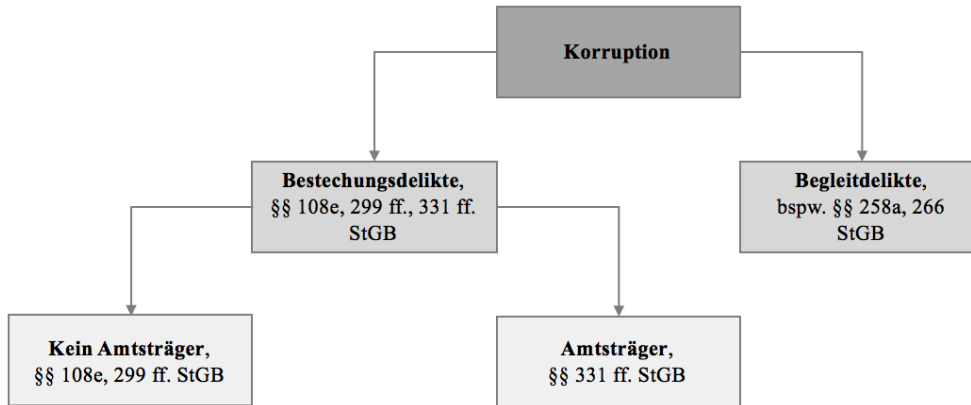 Korruption
Bestechungsdelikte,
§§ 108e, 299 ff., 331 ff.
StGB
Begleitdelikte,
bspw. §§ 258a, 266
StGB
Kein Amtsträger,
§§ 108e, 299 ff. StGB
Amtsträger,
§§ 331 ff. StGB